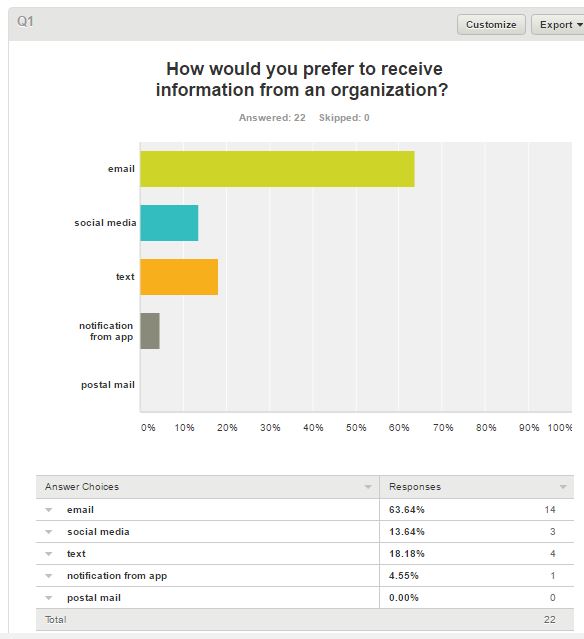 Q1
Customize Export
How would you prefer to receive
information from an organization?
Answered: 22 Skipped: 0
email
social media
text
notification
from app
postal mail
0% 10% 20% 30% 40% 50% 60% 70% 80% 90% 100%
Answer Choices Responses
email 63.64% 14
social media 13.64% 3
text 18.18% 4
notification from app 4.55% 1
postal mail 0.00% 0
Total 22